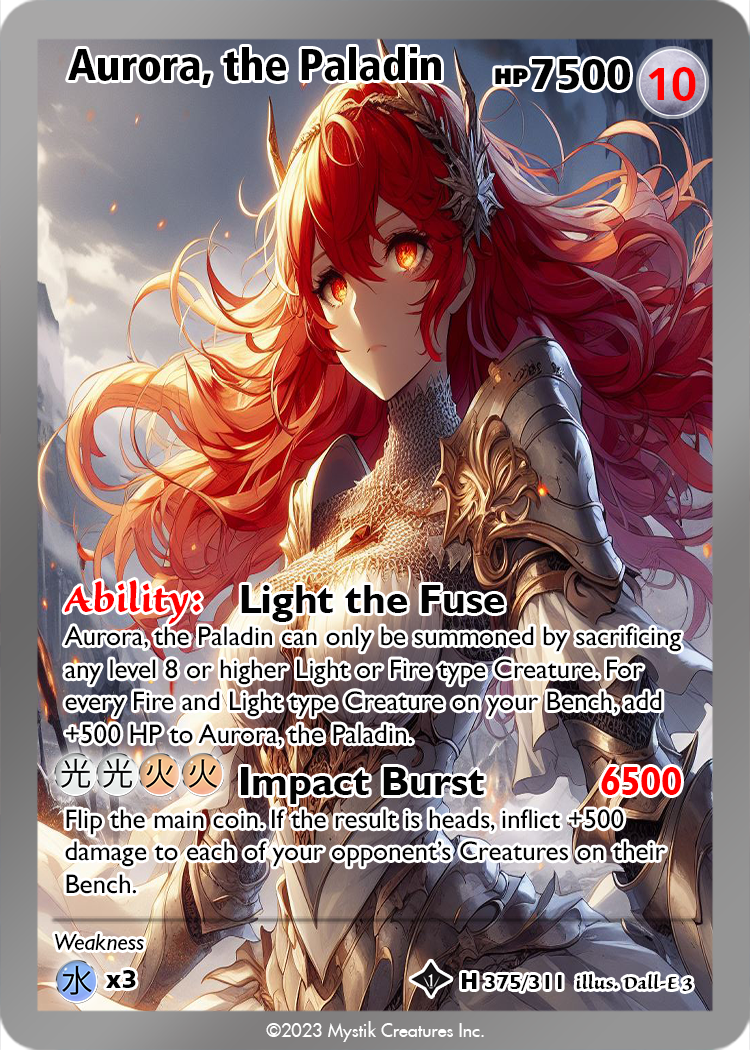 Aurora, the Paladin HP7500 10
Ability: Light the Fuse
Aurora, the Paladin can only be summoned by sacrificing
any level 8 or higher Light or Fire type Creature. For
every Fire and Light type Creature on your Bench, add
+500 HP to Aurora, the Paladin.
光 光 火 火 Impact Burst 6500
Flip the main coin. If the result is heads, inflict +500
damage to each of your opponent's Creatures on their
Bench.
Weakness
水 x3 1 H 375/311 illus. Dall-E 3
©2023 Mystik Creatures Inc.